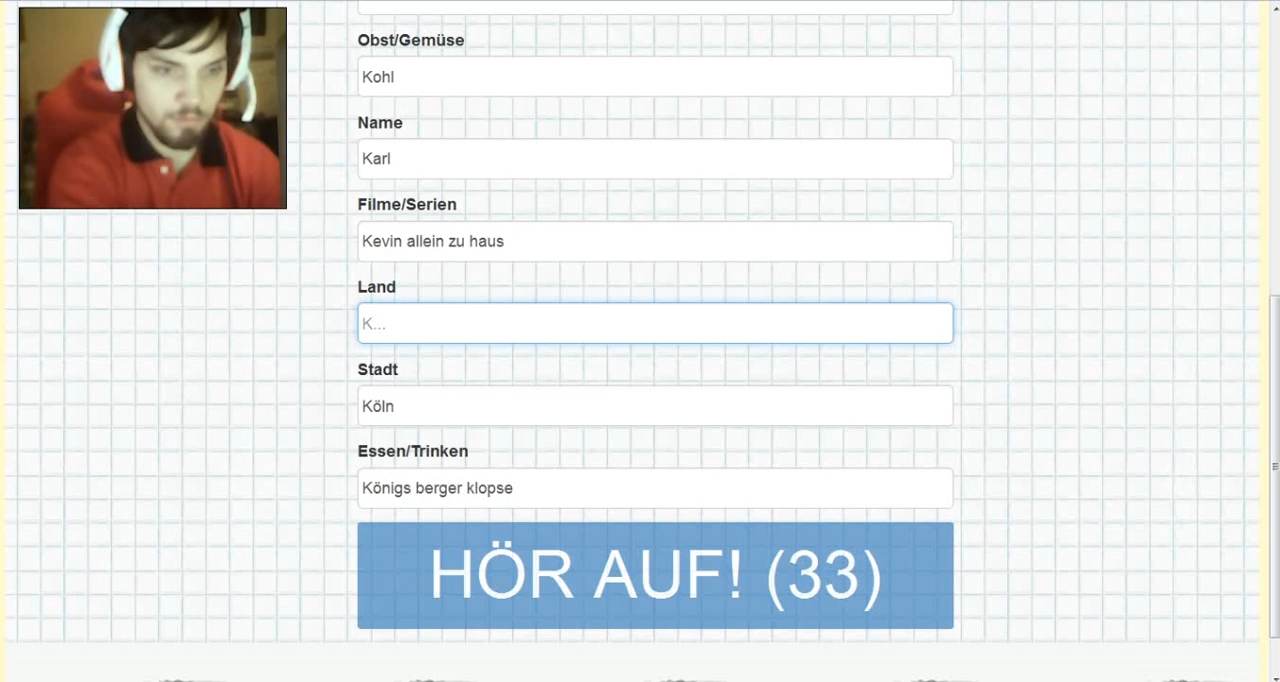 Obst/Gemüse
Kohl
Name
Karl
Filme/Serien
Kevin allein zu haus
Land
K...
Stadt
Köln
Essen/Trinken
Königs berger klopse
HÖR AUF! (33)